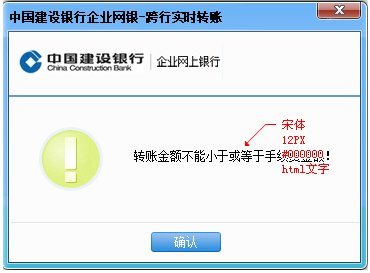 中国建设银行企业网银-跨行实时转账
中国建设银行
China Construction Bank
企业网上银行
宋体
12PX
#000000
html文字
转账金额不能小于或等于手续费金额!
确认